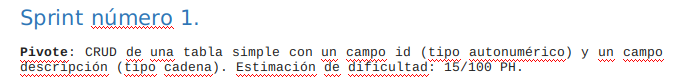 Sprint número 1.
Pivote: CRUD de una tabla simple con un campo id (tipo autonumérico) y un campo
descripción (tipo cadena). Estimación de dificultad: 15/100 PH.